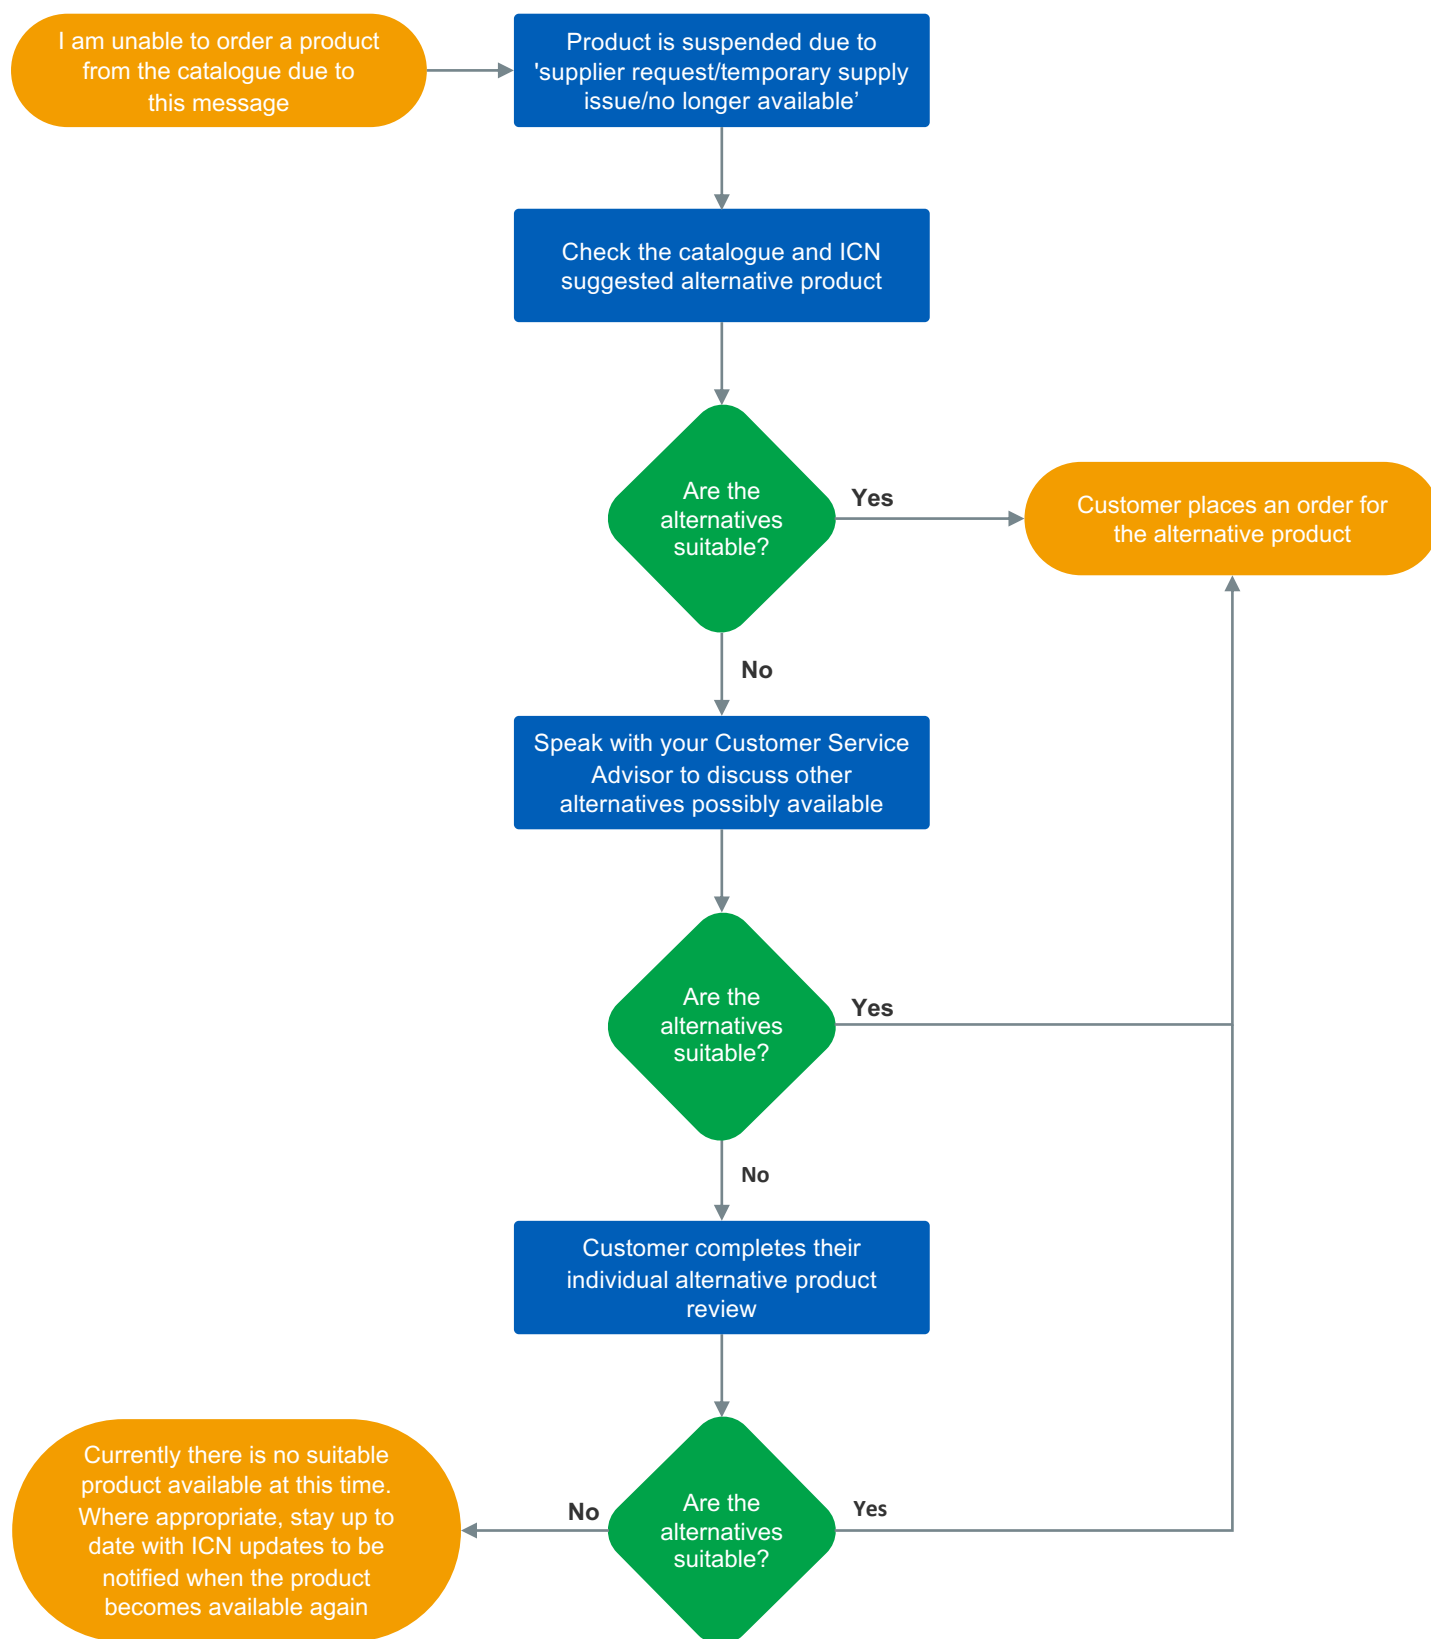 I am unable to order a product
from the catalogue due to
this message
Product is suspended due to
'supplier request/temporary supply
issue/no longer available’
Check the catalogue and ICN
suggested alternative product
Are the
alternatives
suitable?
Yes
Customer places an order for
the alternative product
No
Speak with your Customer Service
Advisor to discuss other
alternatives possibly available
Are the
alternatives
suitable?
Yes
No
Customer completes their
individual alternative product
review
Are the
alternatives
suitable?
Yes
No
Currently there is no suitable
product available at this time.
Where appropriate, stay up to
date with ICN updates to be
notified when the product
becomes available again